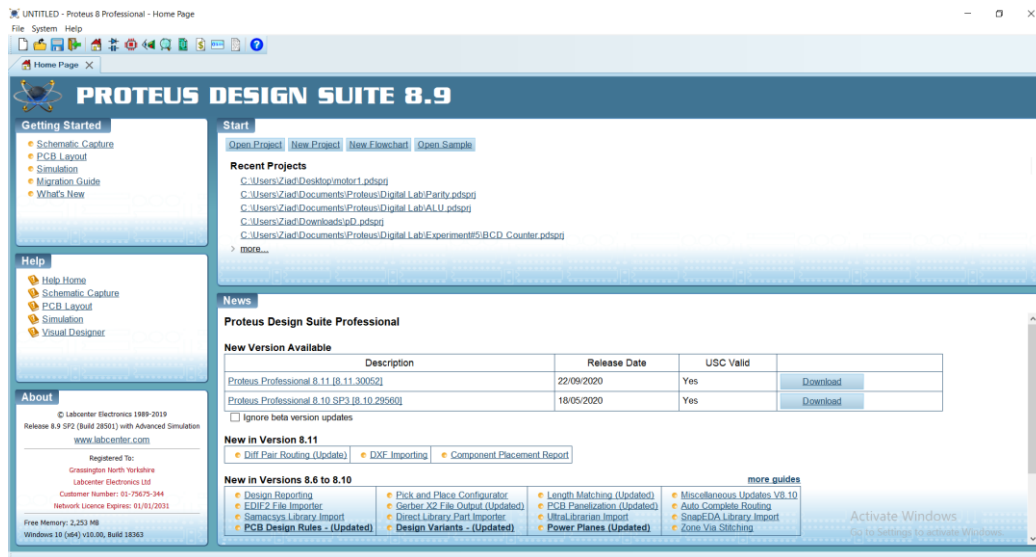 UNTITLED - Proteus 8 Professional - Home Page
File System Help
Home Page
PROTEUS DESIGN SUITE 8.9
Getting Started
Schematic Capture
PCB Layout
Simulation
Migration Guide
What's New
Help
Help Home
Schematic Capture
PCB Layout
Simulation
Visual Designer
About
© Labcenter Electronics 1989-2019
Release 8.9 SP2 (Build 28501) with Advanced Simulation
www.labcenter.com
Registered To:
Grassington North Yorkshire
Labcenter Electronics Ltd
Customer Number: 01-75675-344
Network Licence Expires: 01/01/2031
Free Memory: 2,253 MB
Windows 10 (x64) v10.00, Build 18363
Start
Open Project New Project New Flowchart Open Sample
Recent Projects
C:\Users\Ziad\Desktop\motor1.pdsprj
C:\Users\Ziad\Documents\Proteus\Digital Lab\Parity.pdsprj
C:\Users\Ziad\Documents\Proteus\Digital Lab\ALU.pdsprj
C:\Users\Ziad\Downloads\pD.pdsprj
C:\Users\Ziad\Documents\Proteus\Digital Lab\Experiment#5\BCD_Counter.pdsprj
> more...
News
Proteus Design Suite Professional
New Version Available
Description Release Date USC Valid
Proteus Professional 8.11 [8.11.30052] 22/09/2020 Yes Download
Proteus Professional 8.10 SP3 [8.10.29560] 18/05/2020 Yes Download
Ignore beta version updates
New in Version 8.11
Diff Pair Routing (Update) DXF Importing Component Placement Report
New in Versions 8.6 to 8.10 more guides
Design Reporting Pick and Place Configurator Length Matching (Updated) Miscellaneous Updates V8.10
EDIF2 File Importer Gerber X2 File Output (Updated) PCB Panelization (Updated) Auto Complete Routing
Samacsys Library Import Direct Library Part Importer UltraLibrarian Import SnapEDA Library Import
PCB Design Rules - (Updated) Design Variants - (Updated) Power Planes (Updated) Zone Via Stitching
Activate Windows
Go to Settings to activate Windows.